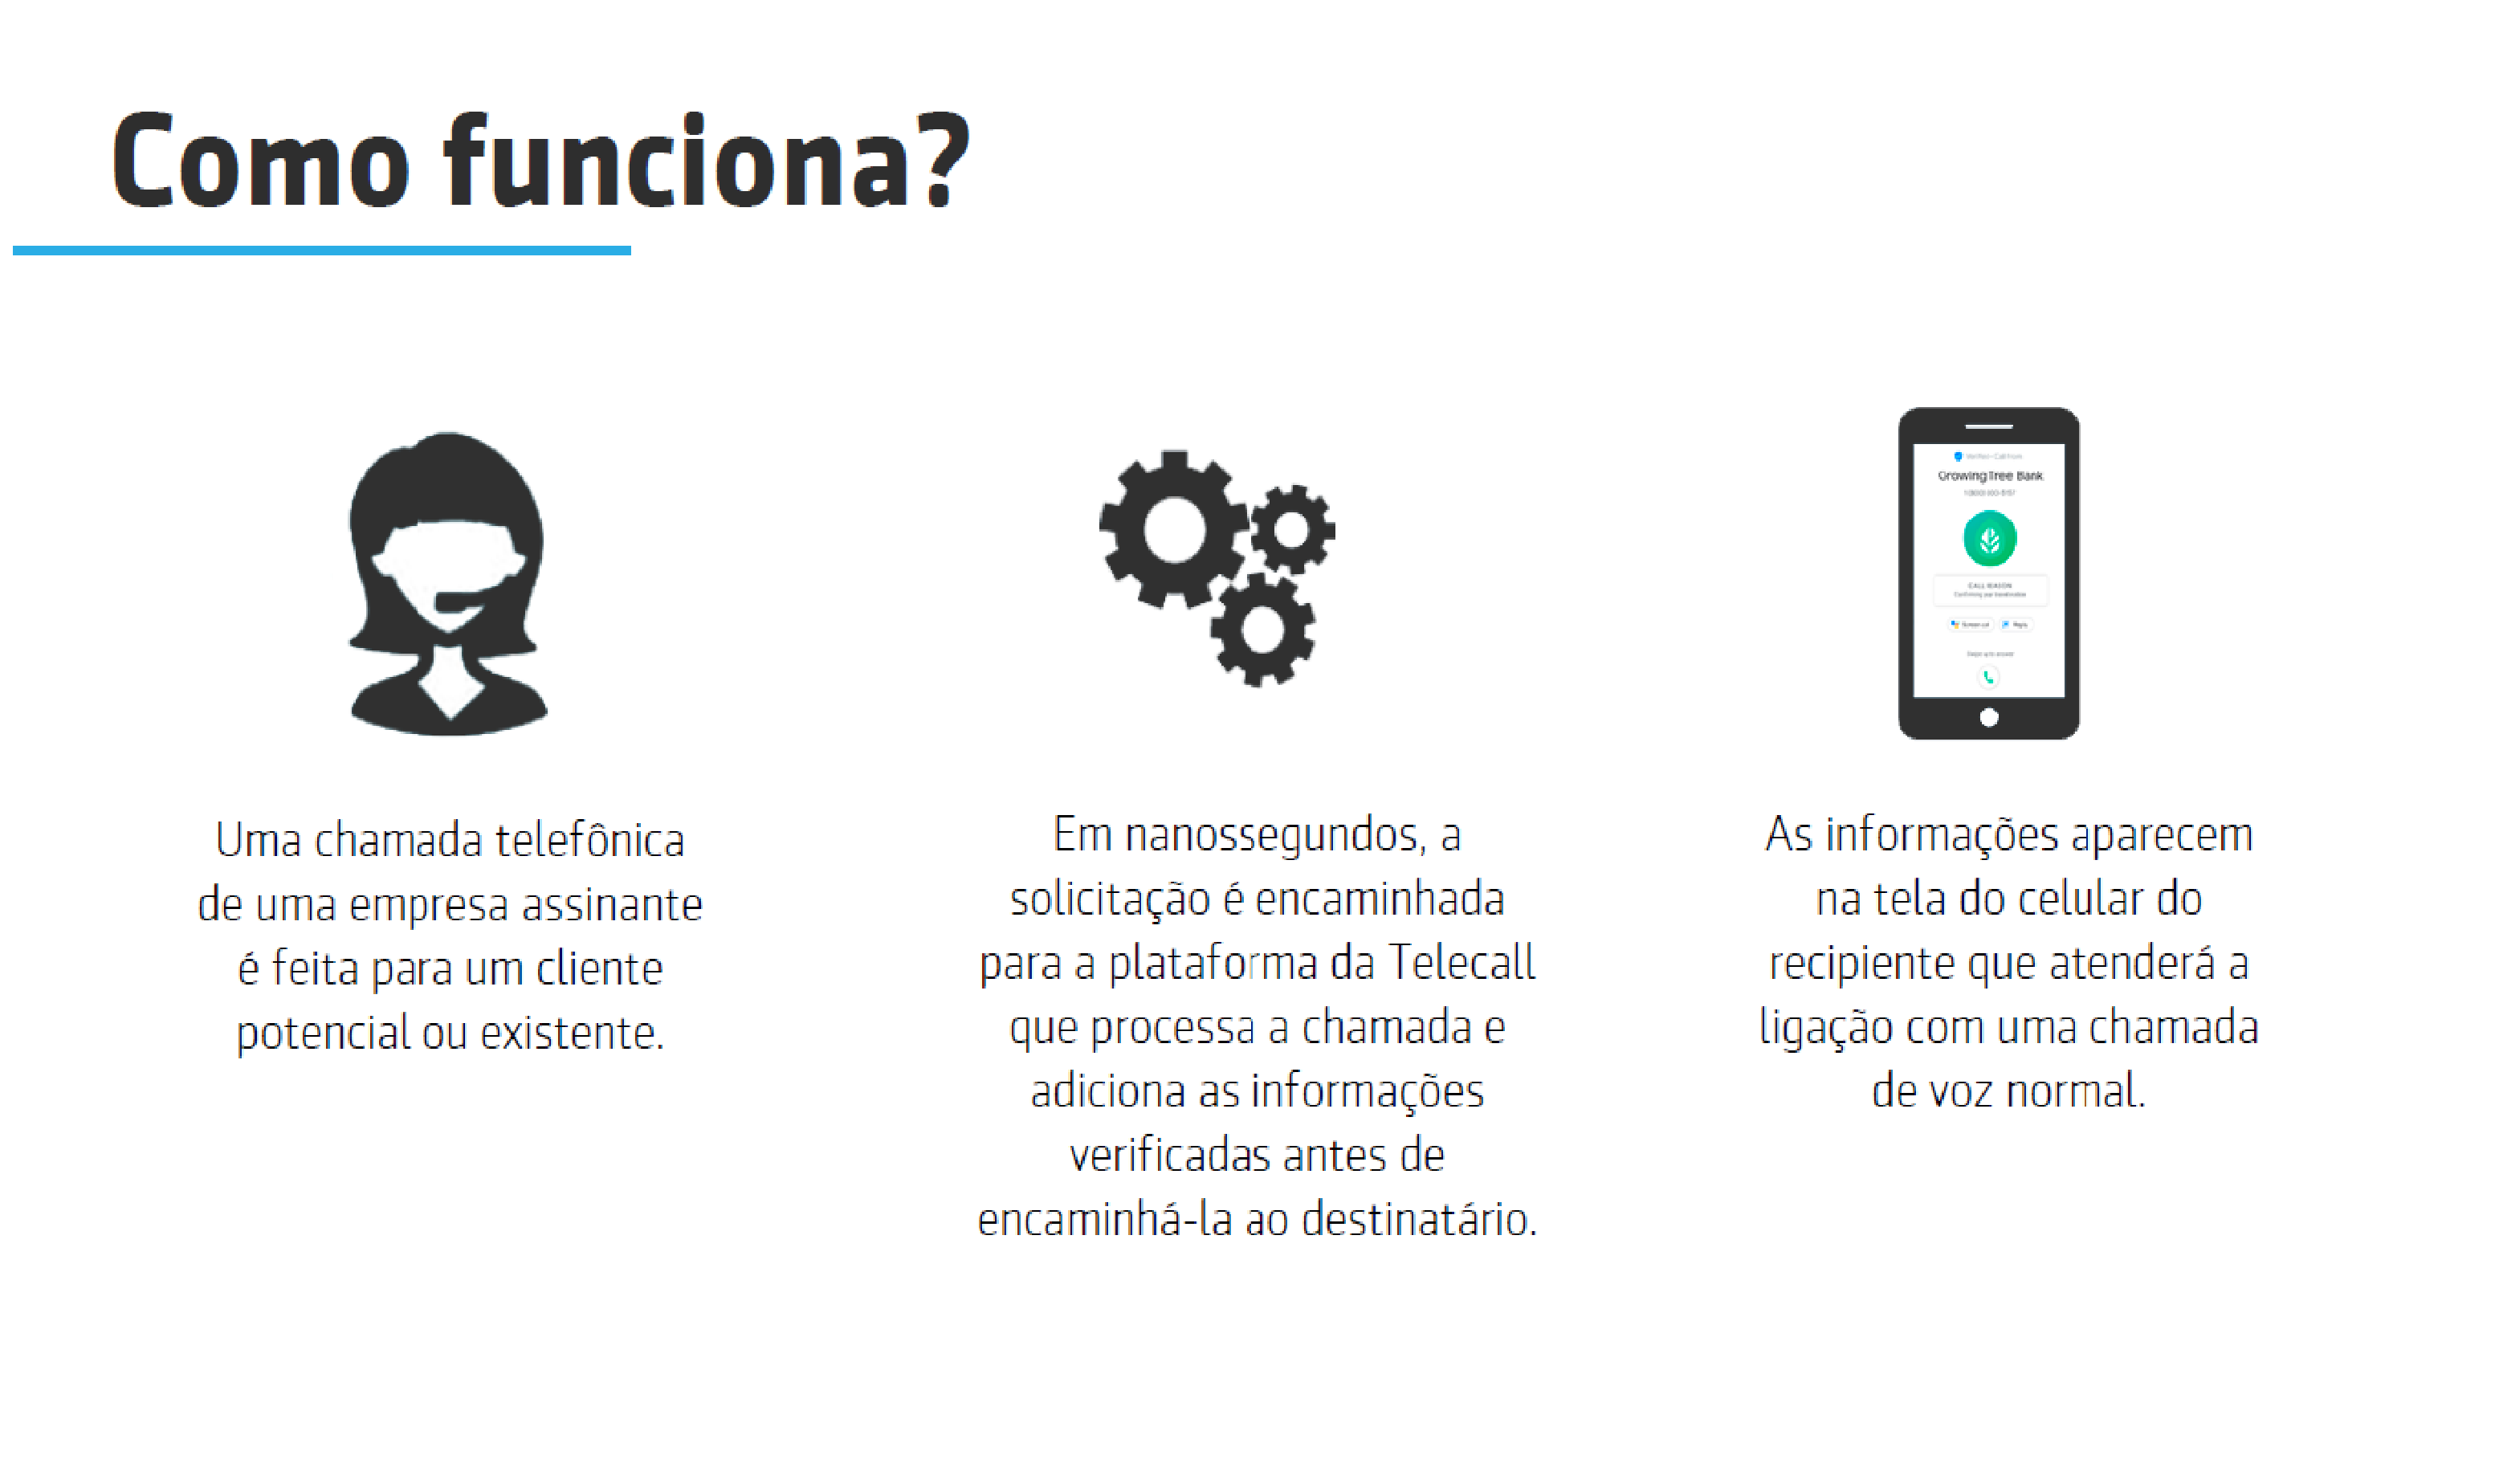 Como funciona?
GrowingTree Bank
CALL REASON
Uma chamada telefônica
de uma empresa assinante
é feita para um cliente
potencial ou existente.
Em nanossegundos, a
solicitação é encaminhada
para a plataforma da Telecall
que processa a chamada e
adiciona as informações
verificadas antes de
encaminhá-la ao destinatário.
As informações aparecem
na tela do celular do
recipiente que atenderá a
ligação com uma chamada
de voz normal.